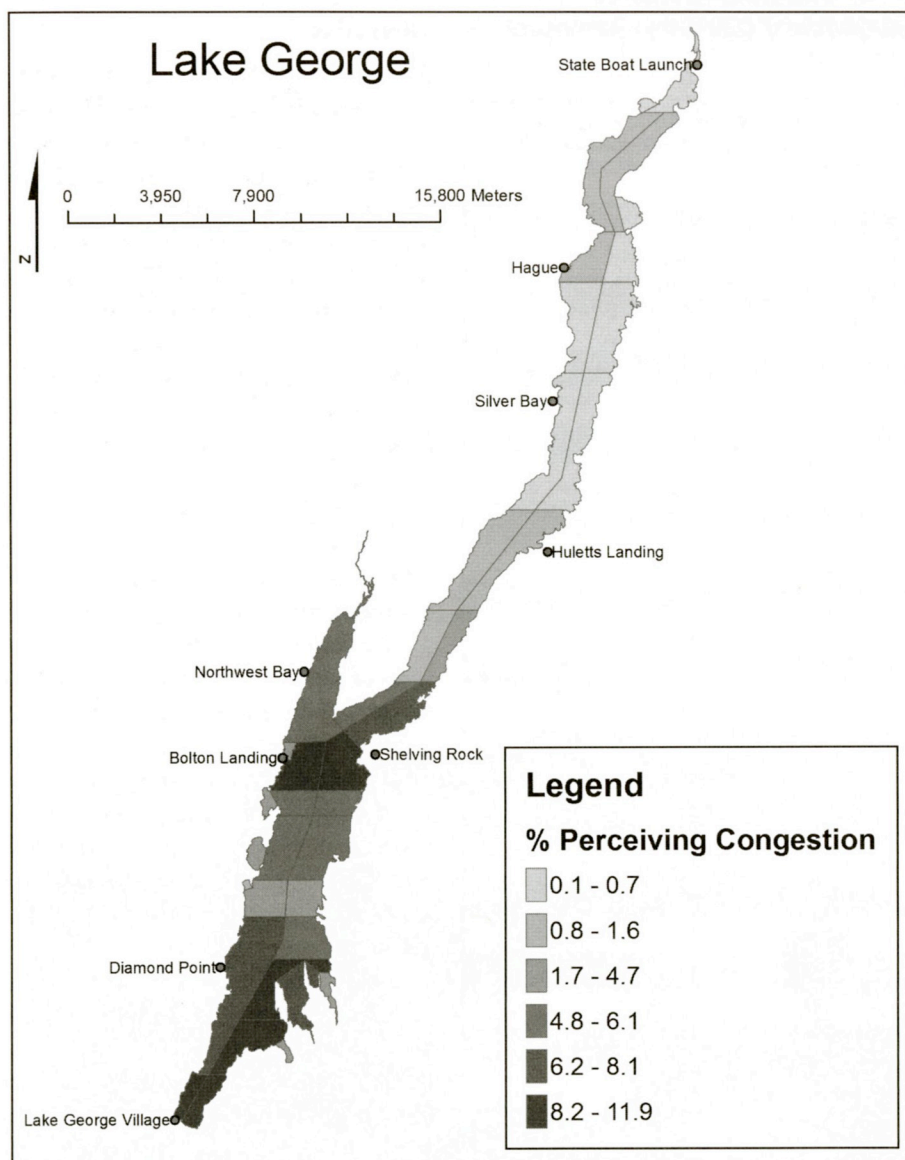 Lake George
State Boat Launch
0 3,950 7,900 15,800 Meters
N
Hague
Silver Bay
Huletts Landing
Northwest Bay
Bolton Landing
Shelving Rock
Diamond Point
Lake George Village
Legend
% Perceiving Congestion
0.1 - 0.7
0.8 - 1.6
1.7 - 4.7
4.8 - 6.1
6.2 - 8.1
8.2 - 11.9